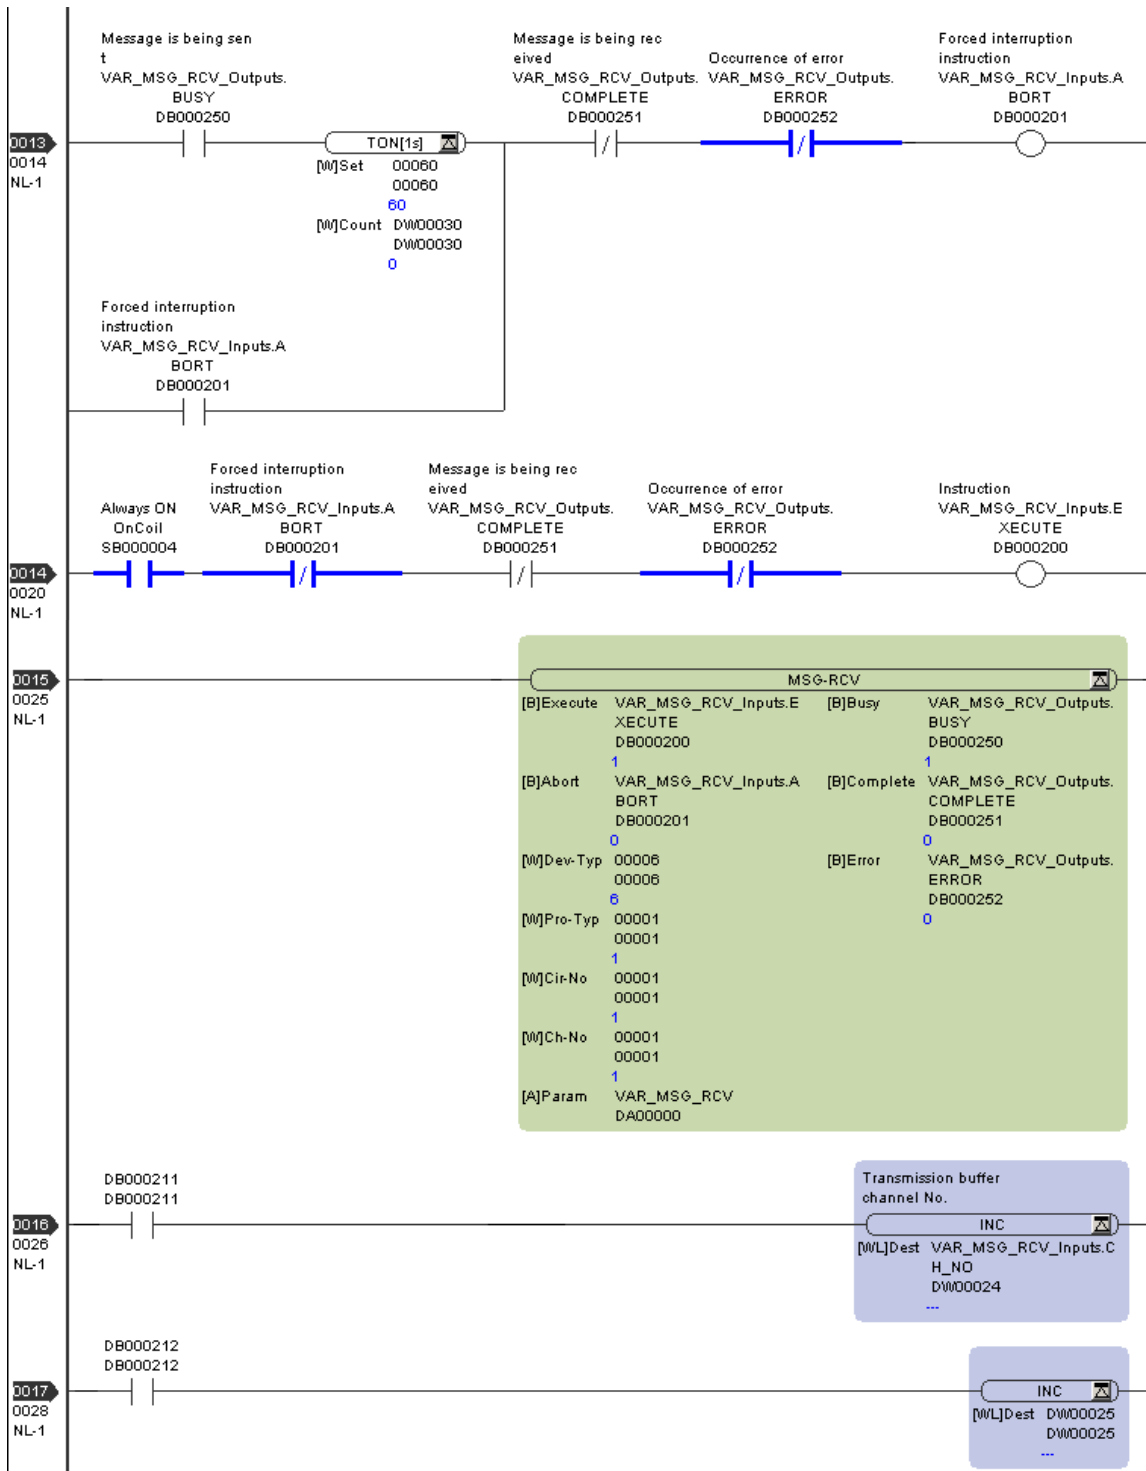 Message is being sen
t
VAR_MSG_RCV_Outputs.
BUSY
DB000250
Message is being rec
eived
VAR_MSG_RCV_Outputs.
COMPLETE
DB000251
Occurrence of error
VAR_MSG_RCV_Outputs.
ERROR
DB000252
Forced interruption
instruction
VAR_MSG_RCV_Inputs.A
BORT
DB000201
0013
0014
NL-1
TON[1s]
[W]Set 00060
00060
60
[W]Count DW00030
DW00030
0
Forced interruption
instruction
VAR_MSG_RCV_Inputs.A
BORT
DB000201
Always ON
OnCoil
SB000004
Forced interruption
instruction
VAR_MSG_RCV_Inputs.A
BORT
DB000201
Message is being rec
eived
VAR_MSG_RCV_Outputs.
COMPLETE
DB000251
Occurrence of error
VAR_MSG_RCV_Outputs.
ERROR
DB000252
Instruction
VAR_MSG_RCV_Inputs.E
XECUTE
DB000200
0014
0020
NL-1
0015
0025
NL-1
MSG-RCV
[B]Execute VAR_MSG_RCV_Inputs.E
XECUTE
DB000200
1
[B]Busy VAR_MSG_RCV_Outputs.
BUSY
DB000250
1
[B]Abort VAR_MSG_RCV_Inputs.A
BORT
DB000201
0
[B]Complete VAR_MSG_RCV_Outputs.
COMPLETE
DB000251
0
[W]Dev-Typ 00006
00006
6
[B]Error VAR_MSG_RCV_Outputs.
ERROR
DB000252
0
[W]Pro-Typ 00001
00001
1
[W]Cir-No 00001
00001
1
[W]Ch-No 00001
00001
1
[A]Param VAR_MSG_RCV
DA00000
DB000211
DB000211
0016
0026
NL-1
Transmission buffer
channel No.
INC
[WL]Dest VAR_MSG_RCV_Inputs.C
H_NO
DW00024
---
DB000212
DB000212
0017
0028
NL-1
INC
[WL]Dest DW00025
DW00025
---